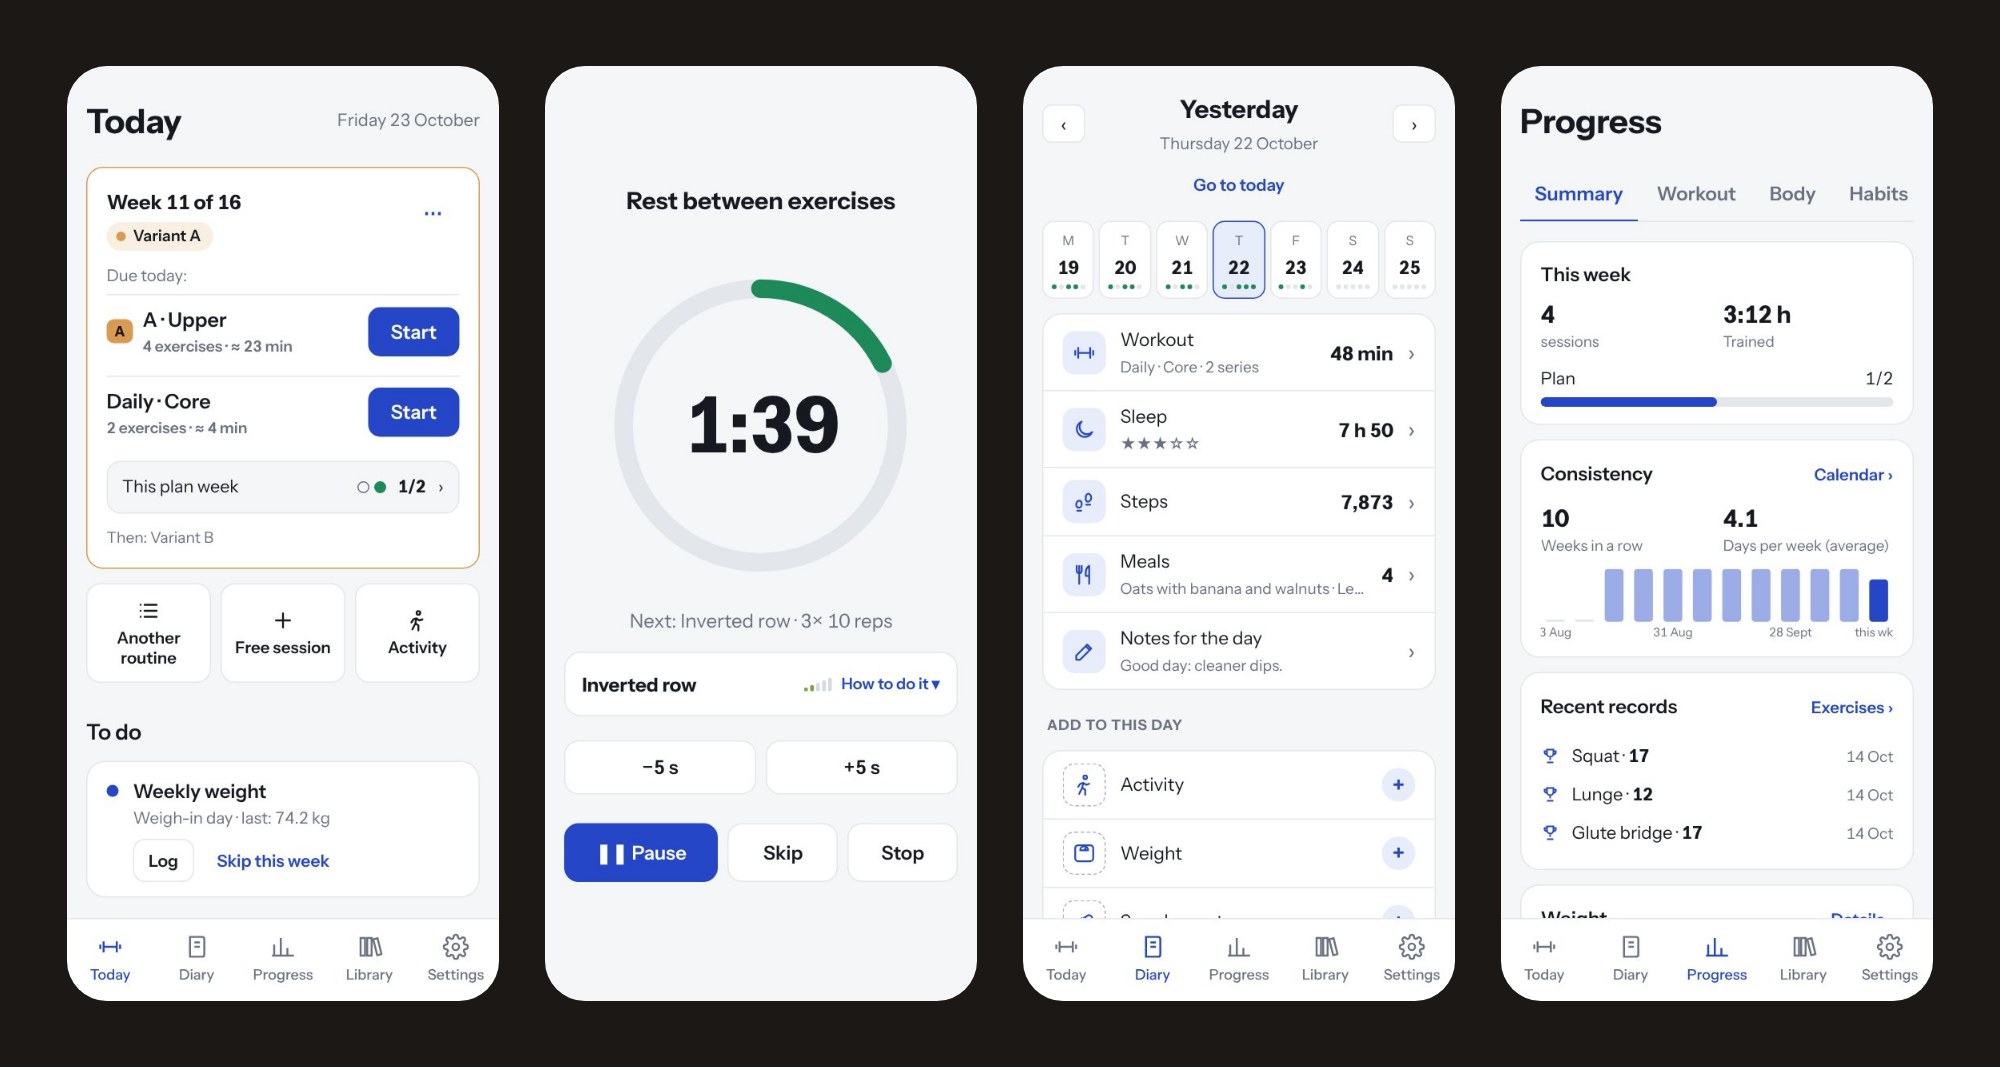 Today
Friday 23 October
Week 11 of 16
...
Variant A
Due today:
A
A · Upper
4 exercises · ≈ 23 min
Start
Daily · Core
2 exercises · ≈ 4 min
Start
This plan week
1/2 ›
Then: Variant B
Another
routine
Free session
Activity
To do
Weekly weight
Weigh-in day · last: 74.2 kg
Log
Skip this week
Today
Diary
Progress
Library
Settings
Rest between exercises
1:39
Next: Inverted row · 3× 10 reps
Inverted row
How to do it ▾
−5 s
+5 s
Pause
Skip
Stop
‹
Yesterday
›
Thursday 22 October
Go to today
M T W T F S S
19 20 21 22 23 24 25
Workout
Daily · Core · 2 series
48 min ›
Sleep
★★★☆☆
7 h 50 ›
Steps
7,873 ›
Meals
Oats with banana and walnuts · Le...
4 ›
Notes for the day
Good day: cleaner dips.
›
ADD TO THIS DAY
Activity
+
Weight
+
Today
Diary
Progress
Library
Settings
Progress
Summary
Workout
Body
Habits
This week
4
sessions
3:12 h
Trained
Plan
1/2
Consistency
Calendar ›
10
Weeks in a row
4.1
Days per week (average)
3 Aug
31 Aug
28 Sept
this wk
Recent records
Exercises ›
Squat · 17
14 Oct
Lunge · 12
14 Oct
Glute bridge · 17
14 Oct
Weight
Details
Today
Diary
Progress
Library
Settings